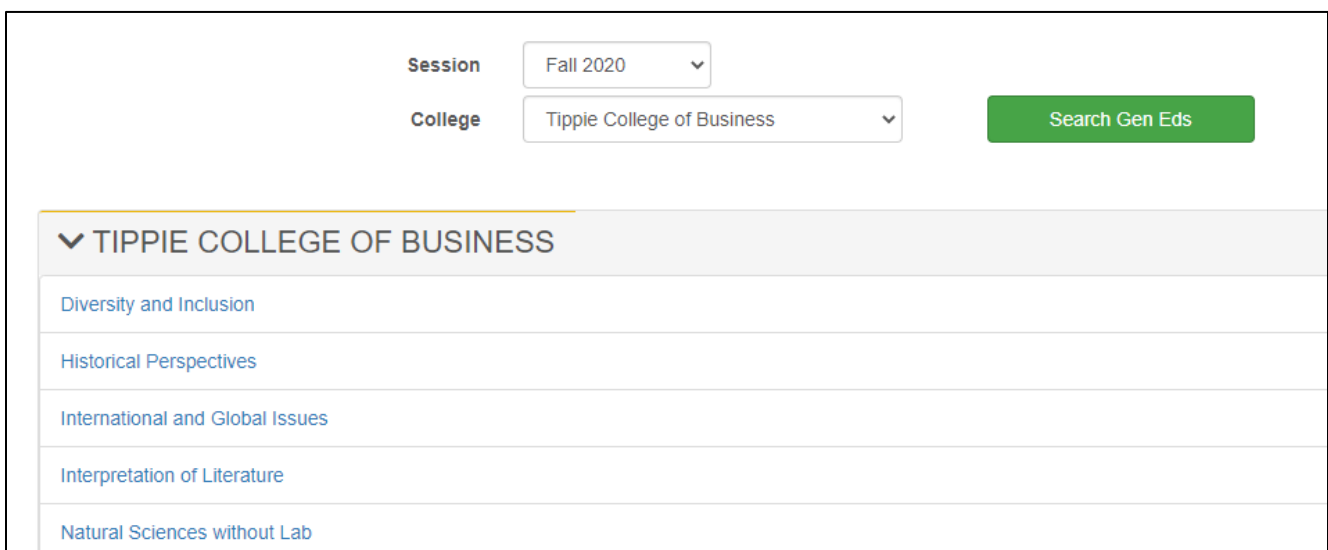 Session Fall 2020
College Tippie College of Business Search Gen Eds
TIPPIE COLLEGE OF BUSINESS
Diversity and Inclusion
Historical Perspectives
International and Global Issues
Interpretation of Literature
Natural Sciences without Lab